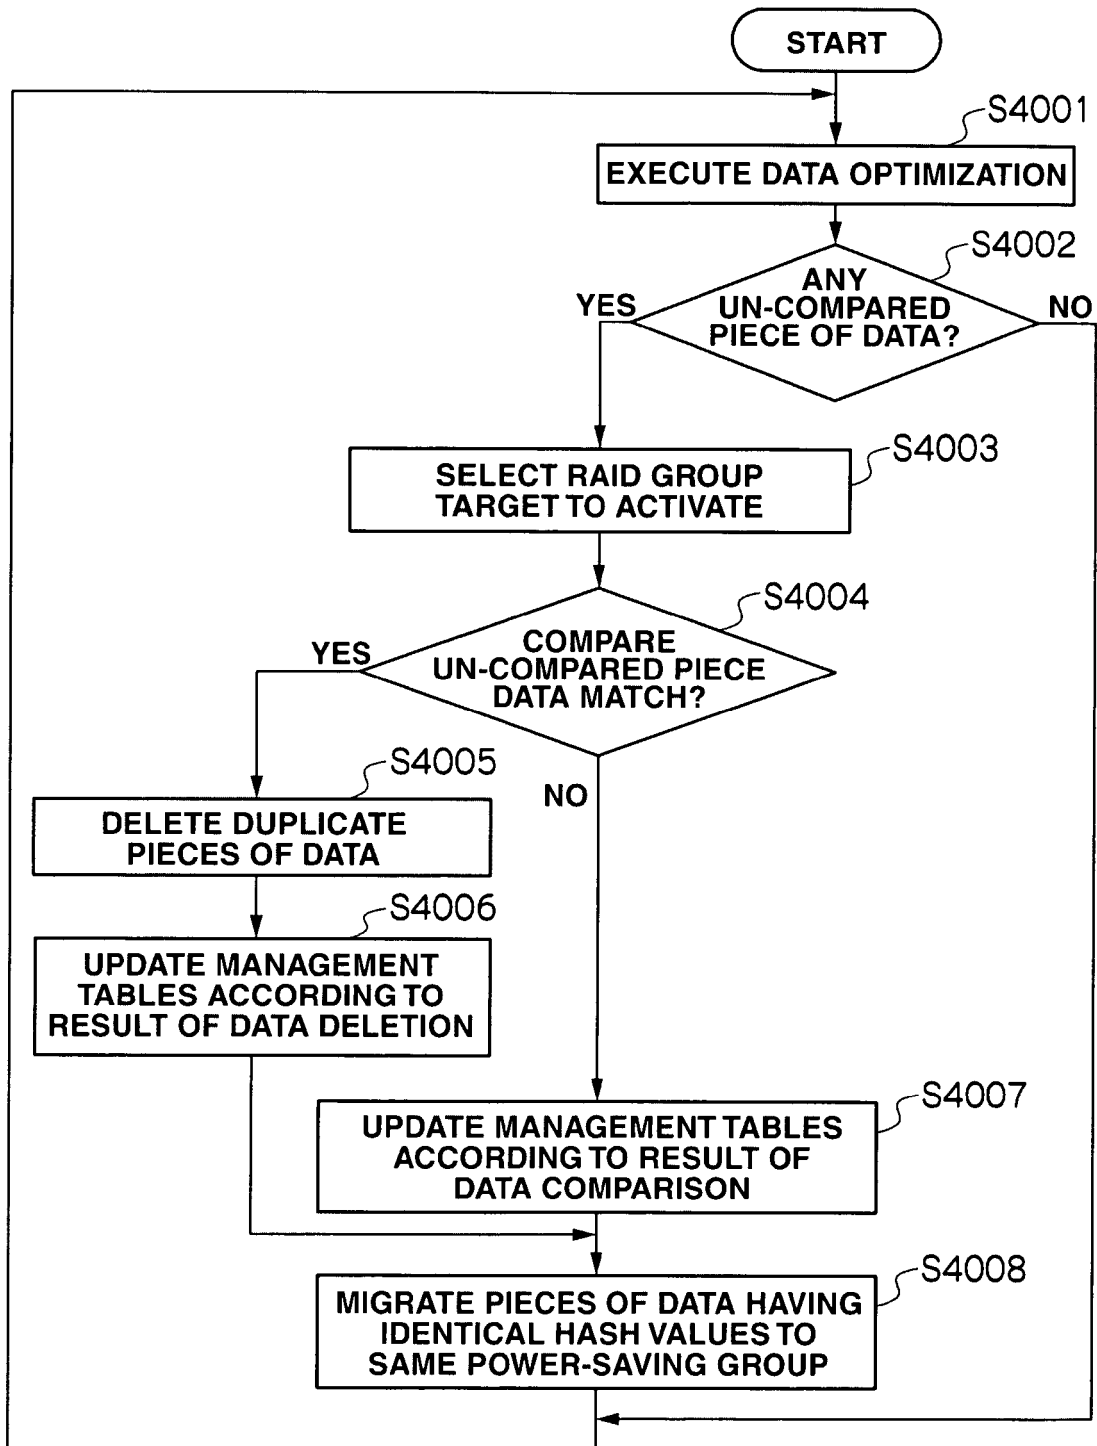 START
S4001
EXECUTE DATA OPTIMIZATION
S4002
ANY
UN-COMPARED
PIECE OF DATA?
YES
NO
S4003
SELECT RAID GROUP
TARGET TO ACTIVATE
S4004
COMPARE
UN-COMPARED PIECE
DATA MATCH?
YES
NO
S4005
DELETE DUPLICATE
PIECES OF DATA
S4006
UPDATE MANAGEMENT
TABLES ACCORDING TO
RESULT OF DATA DELETION
S4007
UPDATE MANAGEMENT TABLES
ACCORDING TO RESULT OF
DATA COMPARISON
S4008
MIGRATE PIECES OF DATA HAVING
IDENTICAL HASH VALUES TO
SAME POWER-SAVING GROUP